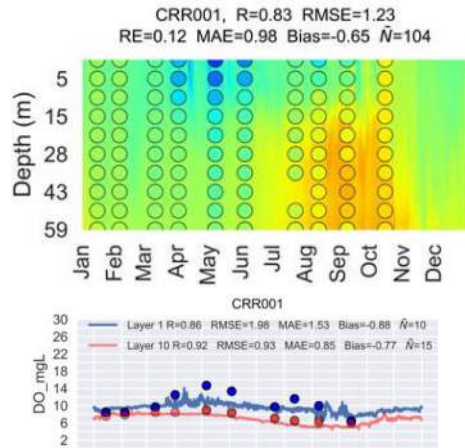 CRR001, R=0.83 RMSE=1.23
RE=0.12 MAE=0.98 Bias=-0.65 N̄=104
Depth (m)
5
15
28
43
59
Jan Feb Mar Apr May Jun Jul Aug Sep Oct Nov Dec
CRR001
DO_mgL
30
26
22
18
14
10
6
2
Layer 1 R=0.86 RMSE=1.98 MAE=1.53 Bias=-0.88 N̄=10
Layer 10 R=0.92 RMSE=0.93 MAE=0.85 Bias=-0.77 N̄=15